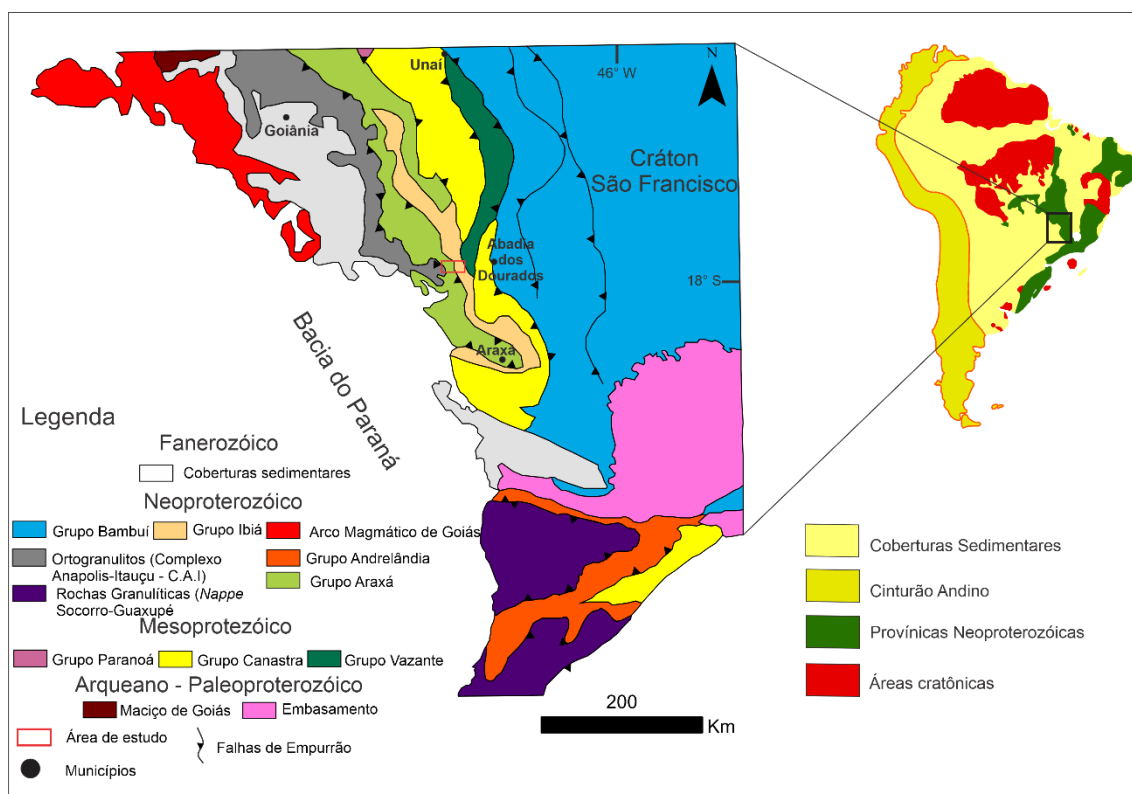 Unaí
46° W
N
Goiânia
Cráton
São Francisco
Abadia
dos
Dourados
18° S
Araxá
Bacia do Paraná
Legenda
Fanerozóico
Coberturas sedimentares
Neoproterozóico
Grupo Bambuí
Grupo Ibiá
Arco Magmático de Goiás
Ortogranulitos (Complexo
Anapolis-Itauçu - C.A.I)
Grupo Andrelândia
Grupo Araxá
Rochas Granulíticas (Nappe
Socorro-Guaxupé
Mesoprotezóico
Grupo Paranoá
Grupo Canastra
Grupo Vazante
Arqueano - Paleoproterozóico
Maciço de Goiás
Embasamento
Área de estudo
Falhas de Empurrão
Municípios
200
Km
Coberturas Sedimentares
Cinturão Andino
Provínicas Neoproterozóicas
Áreas cratônicas